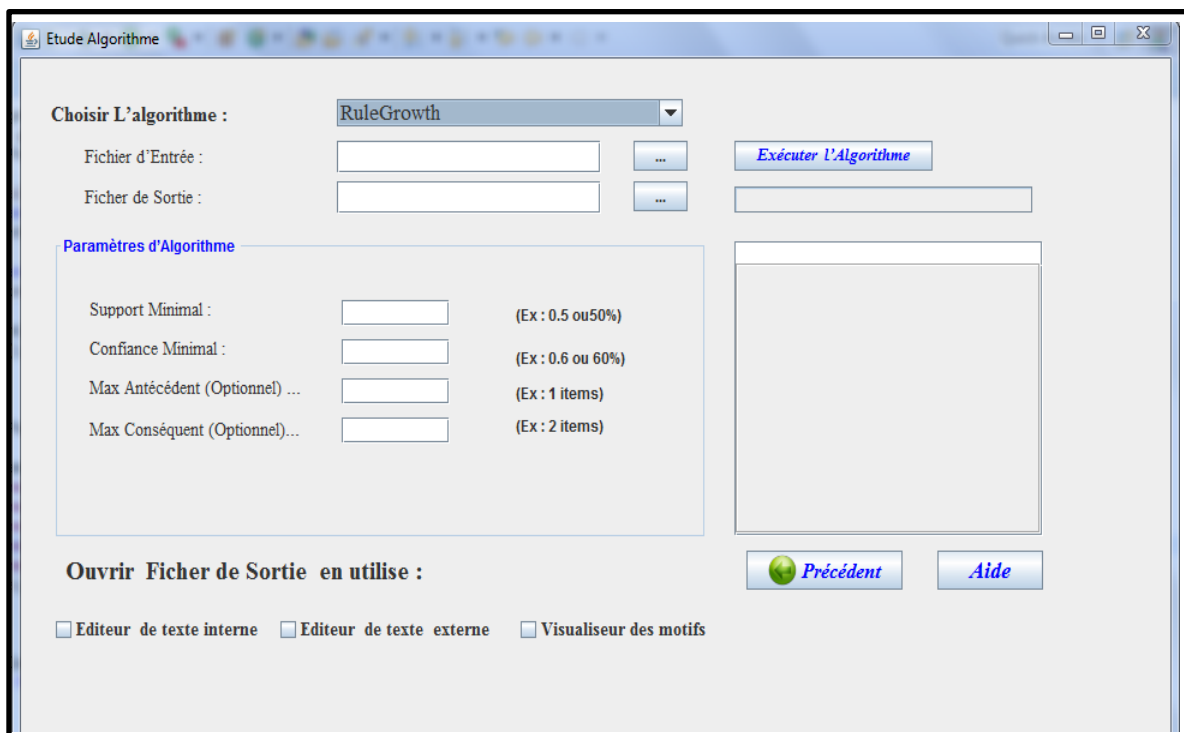 Etude Algorithme
Choisir L'algorithme :
RuleGrowth
Fichier d'Entrée :
...
Exécuter l'Algorithme
Ficher de Sortie :
...
Paramètres d'Algorithme
Support Minimal :
(Ex : 0.5 ou50%)
Confiance Minimal :
(Ex : 0.6 ou 60%)
Max Antécédent (Optionnel) ...
(Ex : 1 items)
Max Conséquent (Optionnel)...
(Ex : 2 items)
Ouvrir Ficher de Sortie en utilise :
Précédent
Aide
Editeur de texte interne
Editeur de texte externe
Visualiseur des motifs